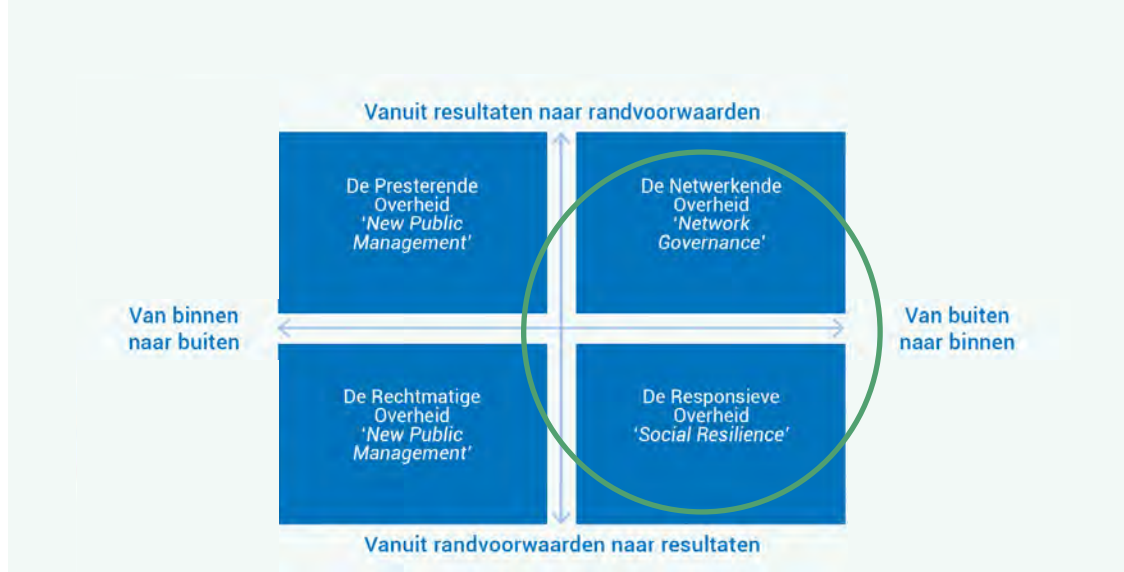 Vanuit resultaten naar randvoorwaarden
De Presterende
Overheid
‘New Public
Management’
De Netwerkende
Overheid
‘Network
Governance’
Van binnen
naar buiten
Van buiten
naar binnen
De Rechtmatige
Overheid
‘New Public
Management’
De Responsieve
Overheid
‘Social Resilience’
Vanuit randvoorwaarden naar resultaten